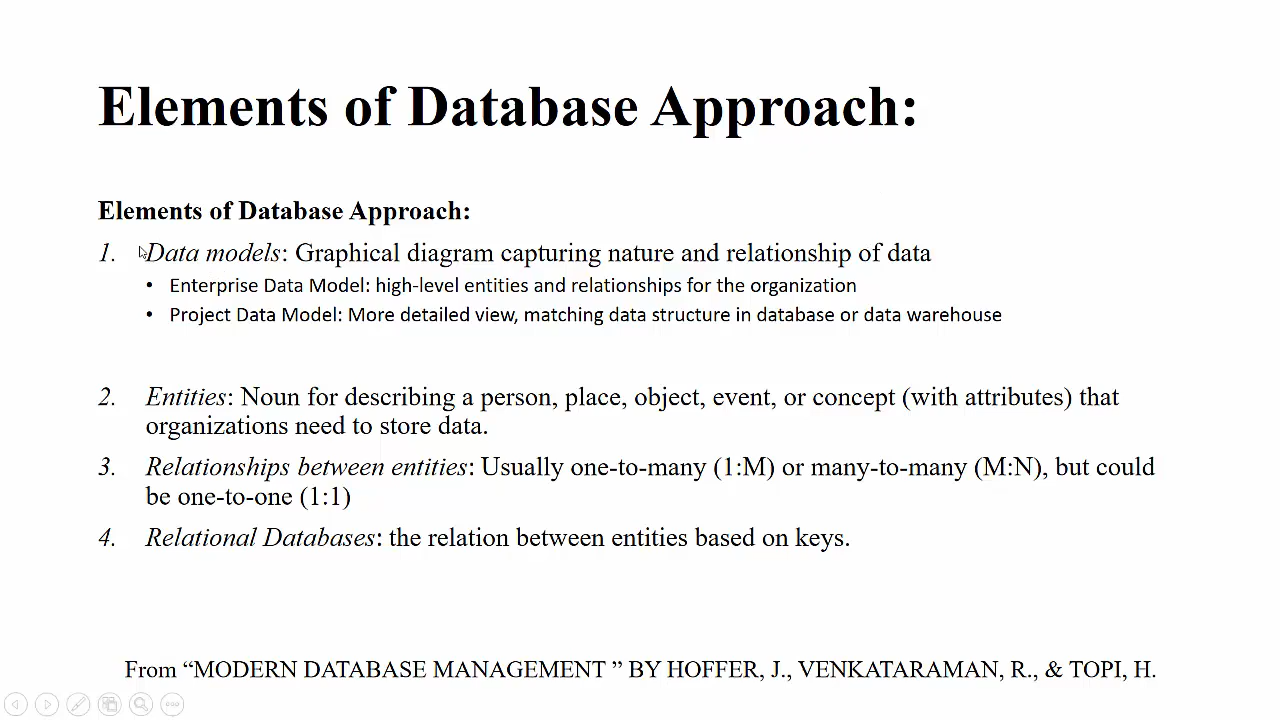 Elements of Database Approach:
Elements of Database Approach:
1. Data models: Graphical diagram capturing nature and relationship of data
• Enterprise Data Model: high-level entities and relationships for the organization
• Project Data Model: More detailed view, matching data structure in database or data warehouse
2. Entities: Noun for describing a person, place, object, event, or concept (with attributes) that
organizations need to store data.
3. Relationships between entities: Usually one-to-many (1:M) or many-to-many (M:N), but could
be one-to-one (1:1)
4. Relational Databases: the relation between entities based on keys.
From “MODERN DATABASE MANAGEMENT ” BY HOFFER, J., VENKATARAMAN, R., & TOPI, H.